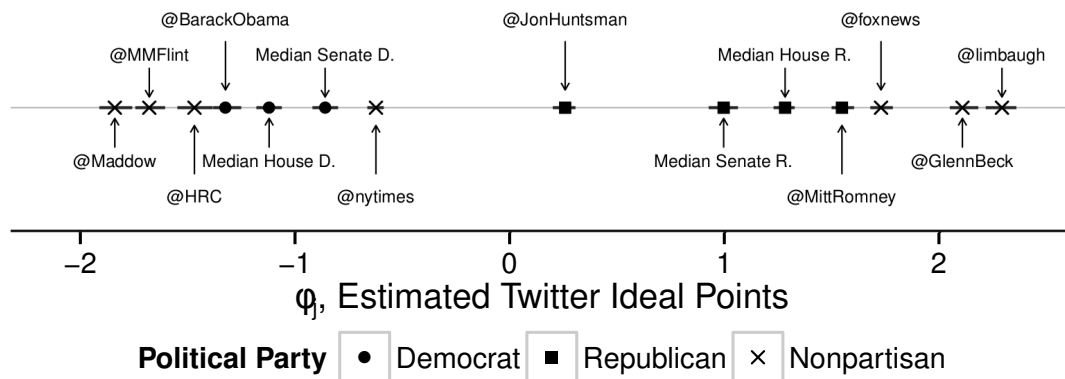 @BarackObama
@JonHuntsman
@foxnews
@MMFlint
Median Senate D.
Median House R.
@limbaugh
@Maddow
Median House D.
Median Senate R.
@GlennBeck
@HRC
@nytimes
@MittRomney
−2
−1
0
1
2
φj, Estimated Twitter Ideal Points
Political Party
Democrat
Republican
Nonpartisan